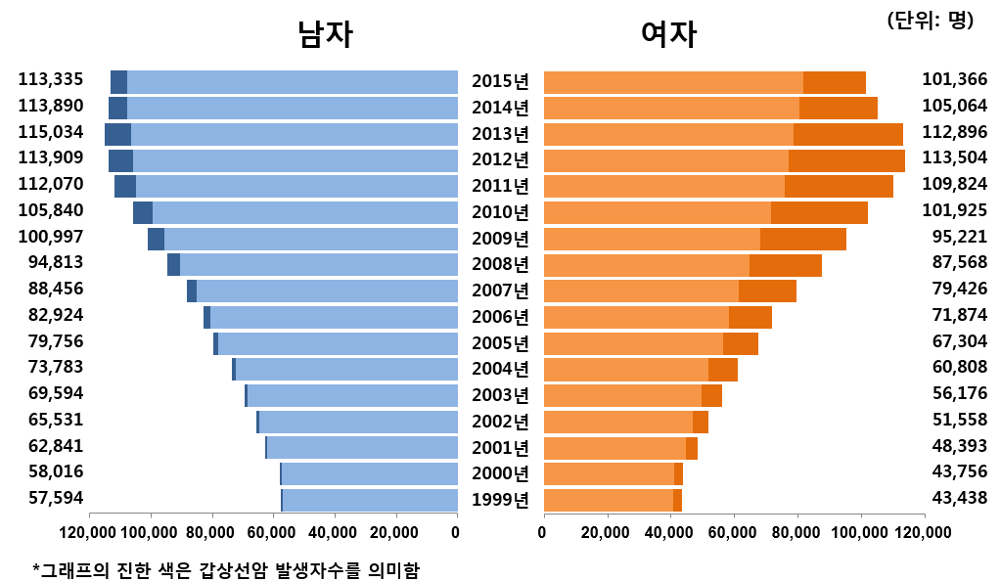 (단위: 명)
남자 여자
113,335 2015년 101,366
113,890 2014년 105,064
115,034 2013년 112,896
113,909 2012년 113,504
112,070 2011년 109,824
105,840 2010년 101,925
100,997 2009년 95,221
94,813 2008년 87,568
88,456 2007년 79,426
82,924 2006년 71,874
79,756 2005년 67,304
73,783 2004년 60,808
69,594 2003년 56,176
65,531 2002년 51,558
62,841 2001년 48,393
58,016 2000년 43,756
57,594 1999년 43,438
120,000 100,000 80,000 60,000 40,000 20,000 0 0 20,000 40,000 60,000 80,000 100,000 120,000
*그래프의 진한 색은 갑상선암 발생자수를 의미함